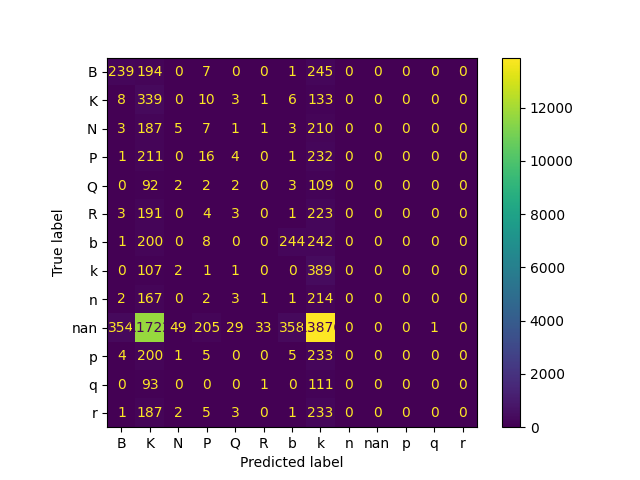 B 239 194 0 7 0 0 1 245 0 0 0 0 0
K 8 339 0 10 3 1 6 133 0 0 0 0 0
N 3 187 5 7 1 1 3 210 0 0 0 0 0
P 1 211 0 16 4 0 1 232 0 0 0 0 0
Q 0 92 2 2 2 0 3 109 0 0 0 0 0
R 3 191 0 4 3 0 1 223 0 0 0 0 0
b 1 200 0 8 0 0 244 242 0 0 0 0 0
k 0 107 2 1 1 0 0 389 0 0 0 0 0
n 2 167 0 2 3 1 1 214 0 0 0 0 0
nan 354 49 205 29 33 358 0 0 0 1 0
p 4 200 1 5 0 0 5 233 0 0 0 0 0
q 0 93 0 0 0 1 0 111 0 0 0 0 0
r 1 187 2 5 3 0 1 233 0 0 0 0 0
B K N P Q R b k n nan p q r
Predicted label
True label
12000
10000
8000
6000
4000
2000
0